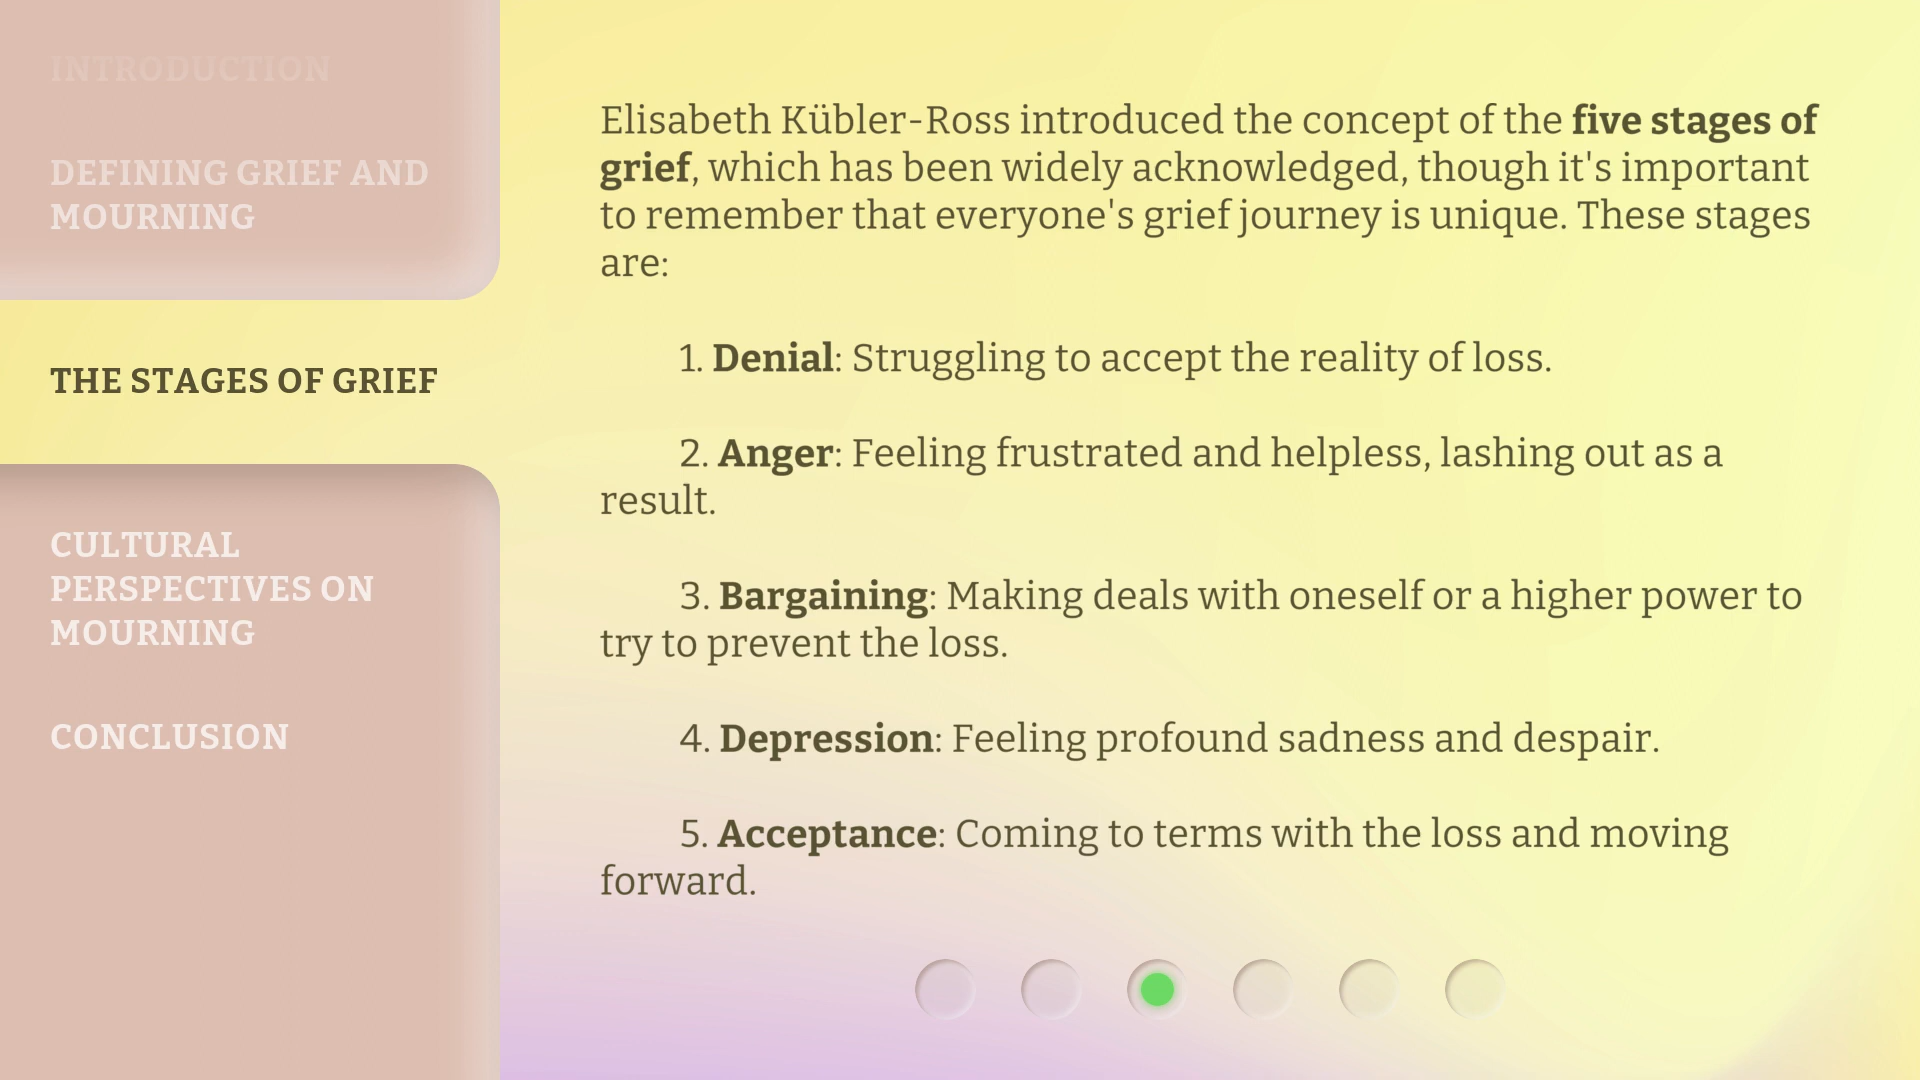 INTRODUCTION
DEFINING GRIEF AND
MOURNING
THE STAGES OF GRIEF
CULTURAL
PERSPECTIVES ON
MOURNING
CONCLUSION
Elisabeth Kübler-Ross introduced the concept of the five stages of
grief, which has been widely acknowledged, though it's important
to remember that everyone's grief journey is unique. These stages
are:
1. Denial: Struggling to accept the reality of loss.
2. Anger: Feeling frustrated and helpless, lashing out as a
result.
3. Bargaining: Making deals with oneself or a higher power to
try to prevent the loss.
4. Depression: Feeling profound sadness and despair.
5. Acceptance: Coming to terms with the loss and moving
forward.